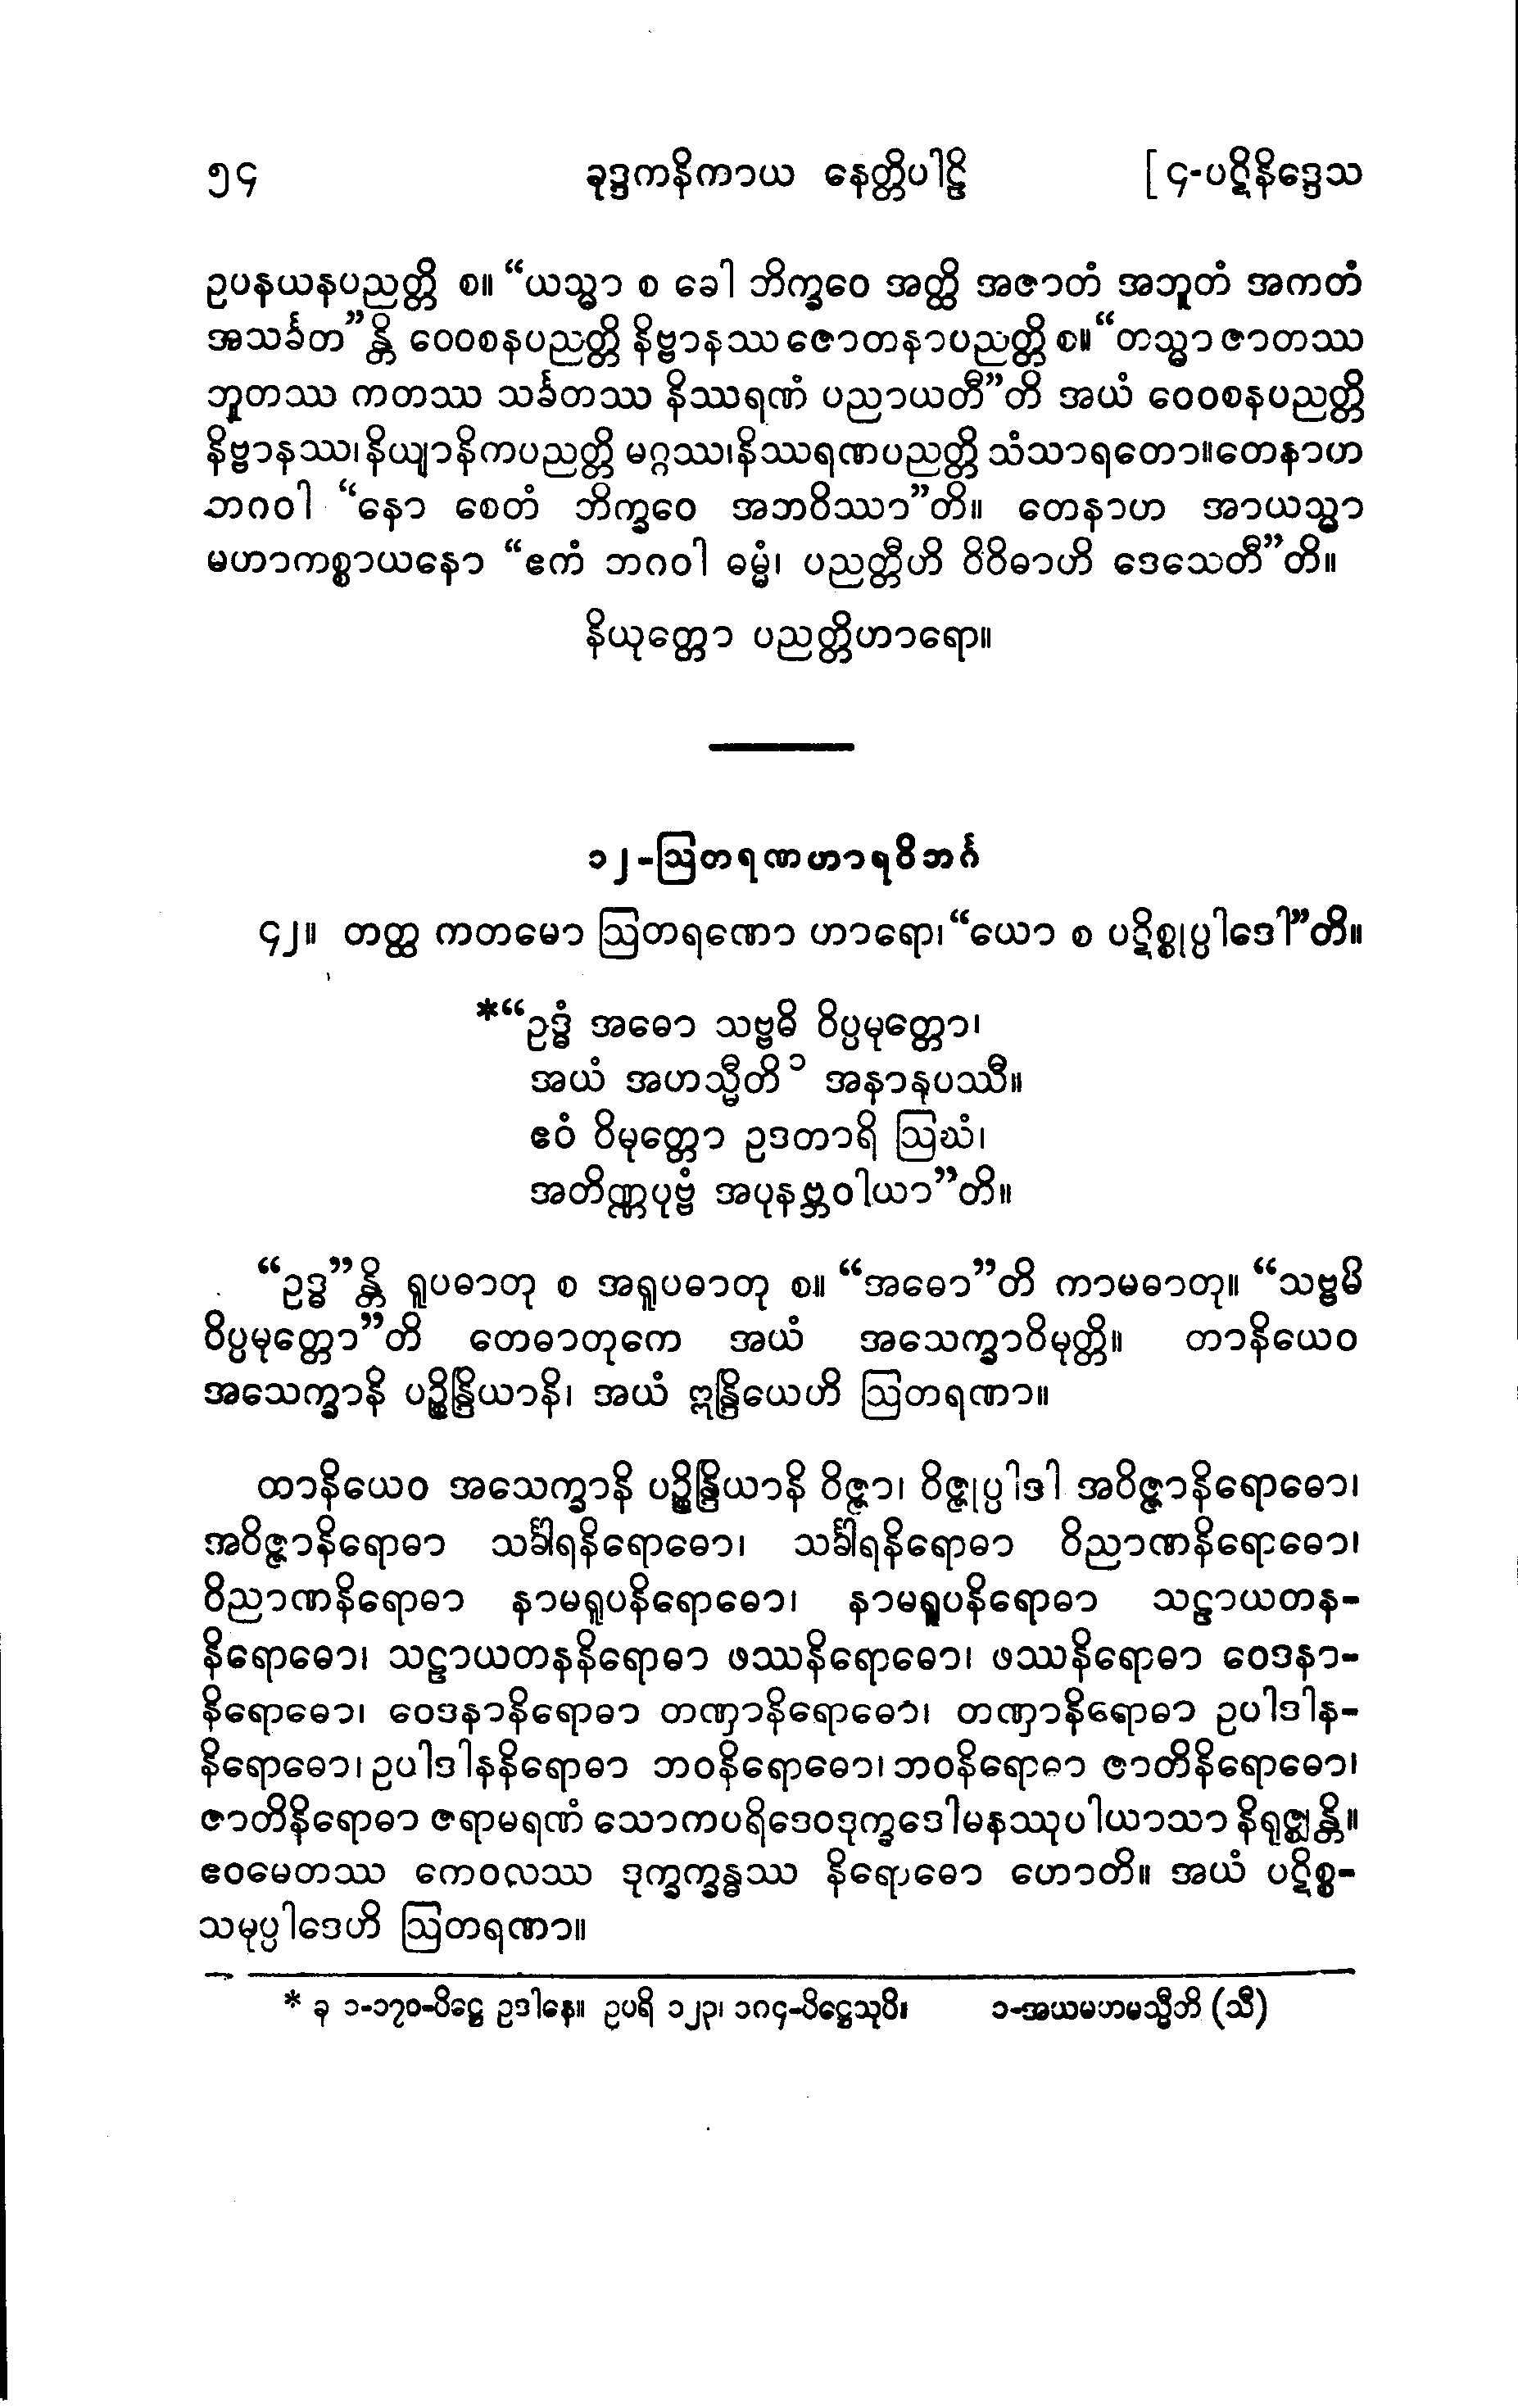 ၅၄ ခုဒ္ဒကနိကာယ နေတ္တိပါဠိ [ ၄-ပဋိနိဒ္ဒေသ
ဥပနယနပညတ္တိ စ။ “ယသ္မာ စ ခေါ ဘိက္ခဝေ အတ္ထိ အဇာတံ အဘူတံ အကတံ
အသင်္ခတ”န္တိ ဝေဝစနပညတ္တိ နိဗ္ဗာနဿ ဇောတနာပညတ္တိ စ။ “တသ္မာ ဇာတဿ
ဘူတဿ ကတဿ သင်္ခတဿ နိဿရဏံ ပညာယတီ”တိ အယံ ဝေဝစနပညတ္တိ
နိဗ္ဗာနဿ၊ နိယျာနိကပညတ္တိ မဂ္ဂဿ၊ နိဿရဏပညတ္တိ သံသာရတော။ တေနာဟ
ဘဂဝါ “နော စေတံ ဘိက္ခဝေ အဘဝိဿာ”တိ။ တေနာဟ အာယသ္မာ
မဟာကစ္စာယနော “ဧကံ ဘဂဝါ ဓမ္မံ၊ ပညတ္တီဟိ ဝိဝိဓာဟိ ဒေသေတီ”တိ။
နိယုတ္တော ပညတ္တိဟာရော။
၁၂-ဩတရဏဟာရဝိဘင်္ဂ
၄၂။ တတ္ထ ကတမော ဩတရဏော ဟာရော၊ “ယော စ ပဋိစ္စုပ္ပါဒေါ”တိ။
*“ဥဒ္ဓံ အဓော သဗ္ဗဓိ ဝိပ္ပမုတ္တော၊
အယံ အဟသ္မီတိ ၁ အနာနုပဿီ။
ဧဝံ ဝိမုတ္တော ဥဒတာရိ ဩဃံ၊
အတိဏ္ဏပုဗ္ဗံ အပုနဗ္ဘဝါယာ”တိ။
“ဥဒ္ဓ”န္တိ ရူပဓာတု စ အရူပဓာတု စ။ “အဓော”တိ ကာမဓာတု။ “သဗ္ဗဓိ
ဝိပ္ပမုတ္တော”တိ တေဓာတုကေ အယံ အသေက္ခာဝိမုတ္တိ။ တာနိယေဝ
အသေက္ခာနိ ပဉ္စိန္ဒြိယာနိ၊ အယံ ဣန္ဒြိယေဟိ ဩတရဏာ။
ထာနိယေဝ အသေက္ခာနိ ပဉ္စိန္ဒြိယာနိ ဝိဇ္ဇာ၊ ဝိဇ္ဇုပ္ပါဒါ အဝိဇ္ဇာနိရောဓော၊
အဝိဇ္ဇာနိရောဓာ သင်္ခါရနိရောဓော၊ သင်္ခါရနိရောဓာ ဝိညာဏနိရောဓော၊
ဝိညာဏနိရောဓာ နာမရူပနိရောဓော၊ နာမရူပနိရောဓာ သဠာယတန-
နိရောဓော၊ သဠာယတနနိရောဓာ ဖဿနိရောဓော၊ ဖဿနိရောဓာ ဝေဒနာ-
နိရောဓော၊ ဝေဒနာနိရောဓာ တဏှာနိရောဓော၊ တဏှာနိရောဓာ ဥပါဒါန-
နိရောဓော၊ ဥပါဒါနနိရောဓာ ဘဝနိရောဓော၊ ဘဝနိရောဓာ ဇာတိနိရောဓော၊
ဇာတိနိရောဓာ ဇရာမရဏံ သောကပရိဒေဝဒုက္ခဒေါမနဿုပါယာသာ နိရုဇ္ဈန္တိ။
ဧဝမေတဿ ကေဝလဿ ဒုက္ခက္ခန္ဓဿ နိရောဓော ဟောတိ။ အယံ ပဋိစ္စ-
သမုပ္ပါဒေဟိ ဩတရဏာ။
* ခု ၁-၁၇၀-ပိဋ္ဌေ ဥဒါနေ။ ဥပရိ ၁၂၃၊ ၁၈၄-ပိဋ္ဌေသုပိ။ ၁-အယမဟမသ္မီတိ (သီ)